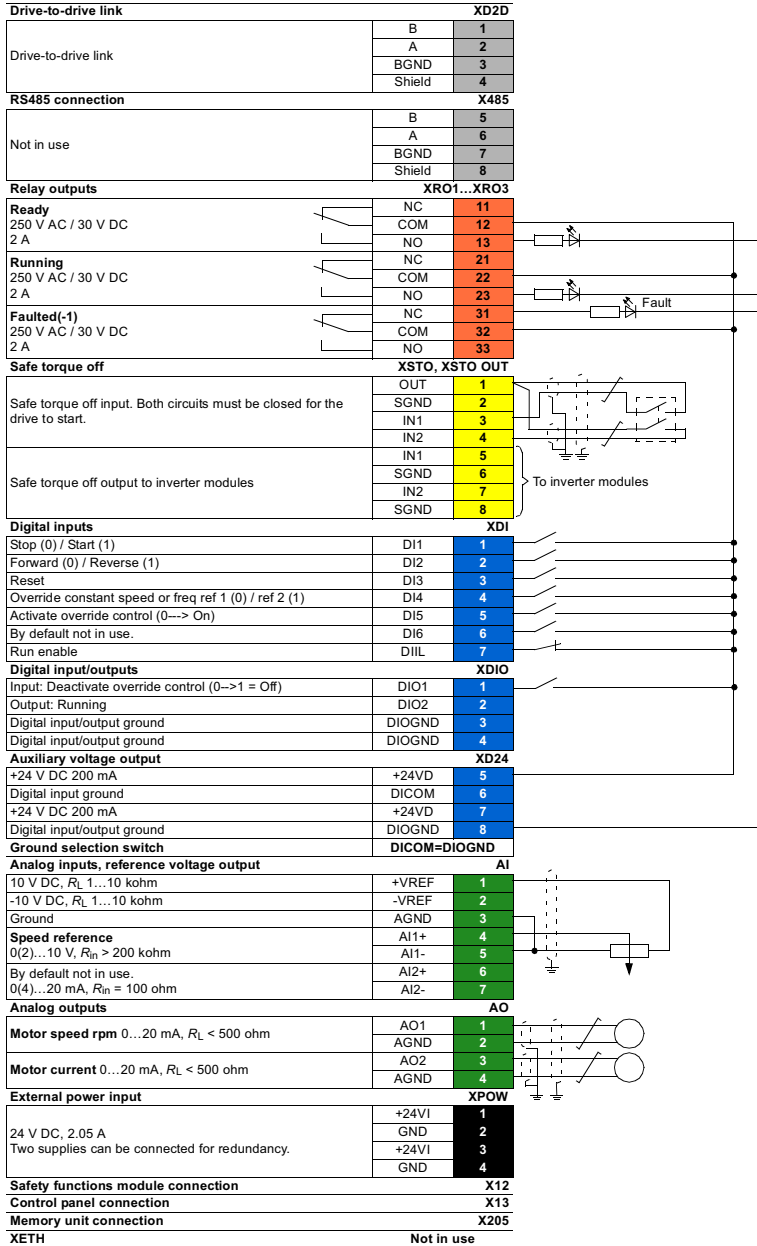 Drive-to-drive link XD2D
Drive-to-drive link
B 1
A 2
BGND 3
Shield 4
RS485 connection X485
Not in use
B 5
A 6
BGND 7
Shield 8
Relay outputs XRO1...XRO3
Ready
250 V AC / 30 V DC
2 A
NC 11
COM 12
NO 13
Running
250 V AC / 30 V DC
2 A
NC 21
COM 22
NO 23
Faulted(-1)
250 V AC / 30 V DC
2 A
NC 31
COM 32
NO 33
Fault
Safe torque off XSTO, XSTO OUT
Safe torque off input. Both circuits must be closed for the
drive to start.
OUT 1
SGND 2
IN1 3
IN2 4
Safe torque off output to inverter modules
IN1 5
SGND 6
IN2 7
SGND 8
To inverter modules
Digital inputs XDI
Stop (0) / Start (1) DI1 1
Forward (0) / Reverse (1) DI2 2
Reset DI3 3
Override constant speed or freq ref 1 (0) / ref 2 (1) DI4 4
Activate override control (0---> On) DI5 5
By default not in use. DI6 6
Run enable DIIL 7
Digital input/outputs XDIO
Input: Deactivate override control (0-->1 = Off) DIO1 1
Output: Running DIO2 2
Digital input/output ground DIOGND 3
Digital input/output ground DIOGND 4
Auxiliary voltage output XD24
+24 V DC 200 mA +24VD 5
Digital input ground DICOM 6
+24 V DC 200 mA +24VD 7
Digital input/output ground DIOGND 8
Ground selection switch DICOM=DIOGND
Analog inputs, reference voltage output AI
10 V DC, RL 1...10 kohm +VREF 1
-10 V DC, RL 1...10 kohm -VREF 2
Ground AGND 3
Speed reference
0(2)...10 V, Rin > 200 kohm
AI1+ 4
AI1- 5
By default not in use.
0(4)...20 mA, Rin = 100 ohm
AI2+ 6
AI2- 7
Analog outputs AO
Motor speed rpm 0...20 mA, RL < 500 ohm
AO1 1
AGND 2
Motor current 0...20 mA, RL < 500 ohm
AO2 3
AGND 4
External power input XPOW
24 V DC, 2.05 A
Two supplies can be connected for redundancy.
+24VI 1
GND 2
+24VI 3
GND 4
Safety functions module connection X12
Control panel connection X13
Memory unit connection X205
XETH Not in use